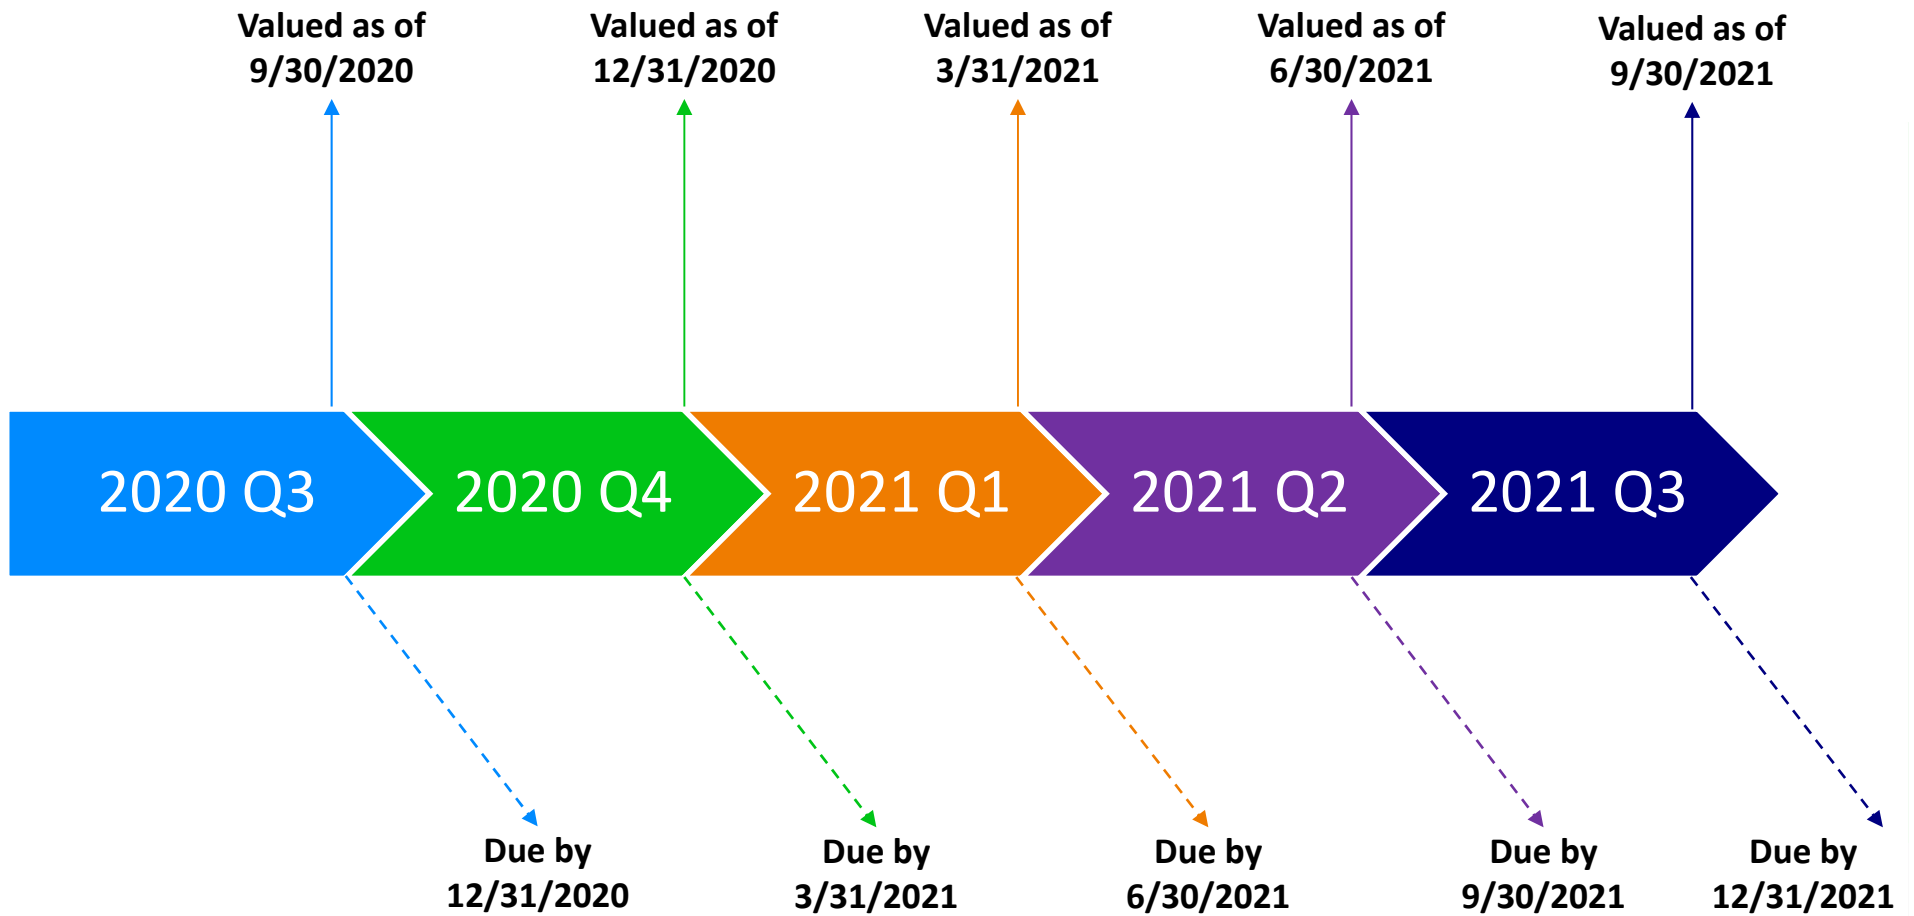 Valued as of
9/30/2020
Valued as of
12/31/2020
Valued as of
3/31/2021
Valued as of
6/30/2021
Valued as of
9/30/2021
2020 Q3
2020 Q4
2021 Q1
2021 Q2
2021 Q3
Due by
12/31/2020
Due by
3/31/2021
Due by
6/30/2021
Due by
9/30/2021
Due by
12/31/2021